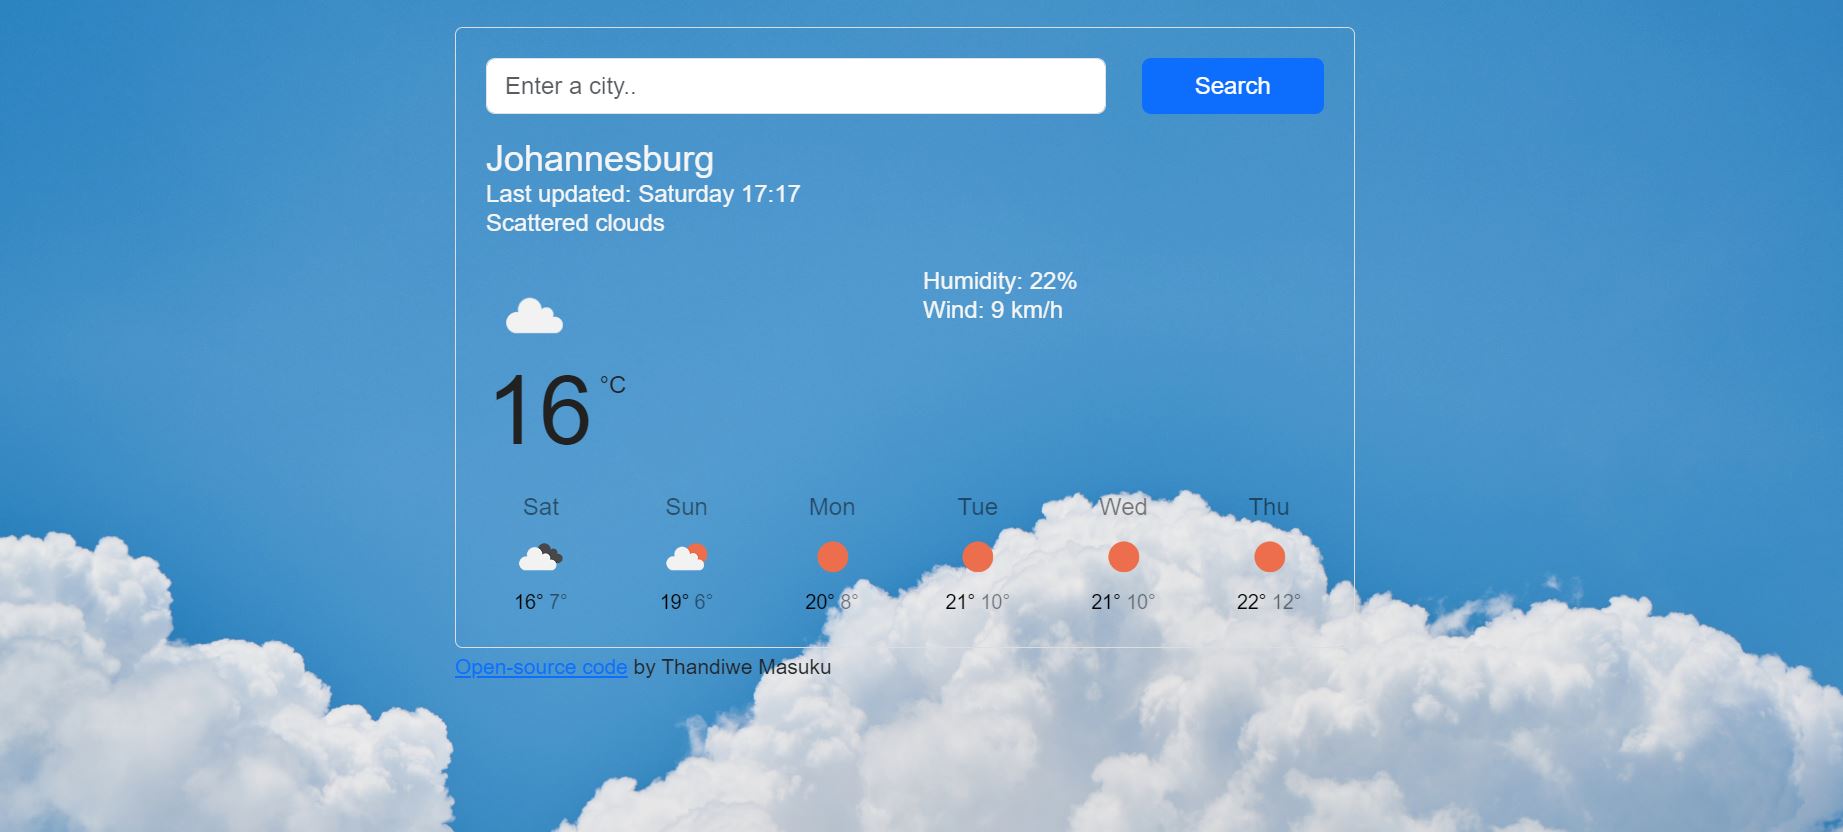 Enter a city..
Search
Johannesburg
Last updated: Saturday 17:17
Scattered clouds
Humidity: 22%
Wind: 9 km/h
16 °C
Sat Sun Mon Tue Wed Thu
16° 7° 19° 6° 20° 8° 21° 10° 21° 10° 22° 12°
Open-source code by Thandiwe Masuku